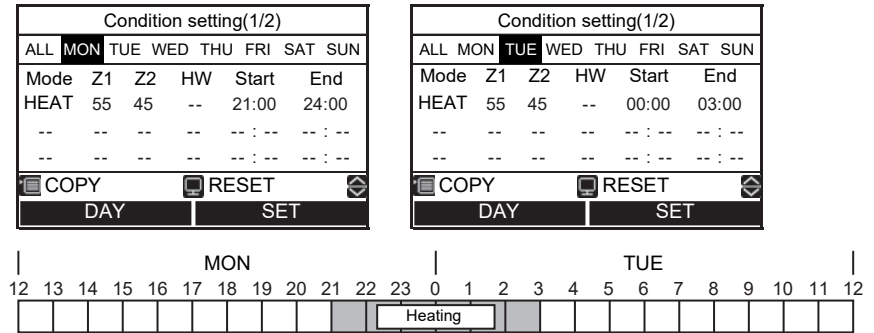 Condition setting(1/2)
ALL MON TUE WED THU FRI SAT SUN
Mode Z1 Z2 HW Start End
HEAT 55 45 -- 21:00 24:00
-- -- -- -- -- : -- -- : --
-- -- -- -- -- : -- -- : --
COPY RESET
DAY SET
Condition setting(1/2)
ALL MON TUE WED THU FRI SAT SUN
Mode Z1 Z2 HW Start End
HEAT 55 45 -- 00:00 03:00
-- -- -- -- -- : -- -- : --
-- -- -- -- -- : -- -- : --
COPY RESET
DAY SET
MON TUE
12 13 14 15 16 17 18 19 20 21 22 23 0 1 2 3 4 5 6 7 8 9 10 11 12
Heating